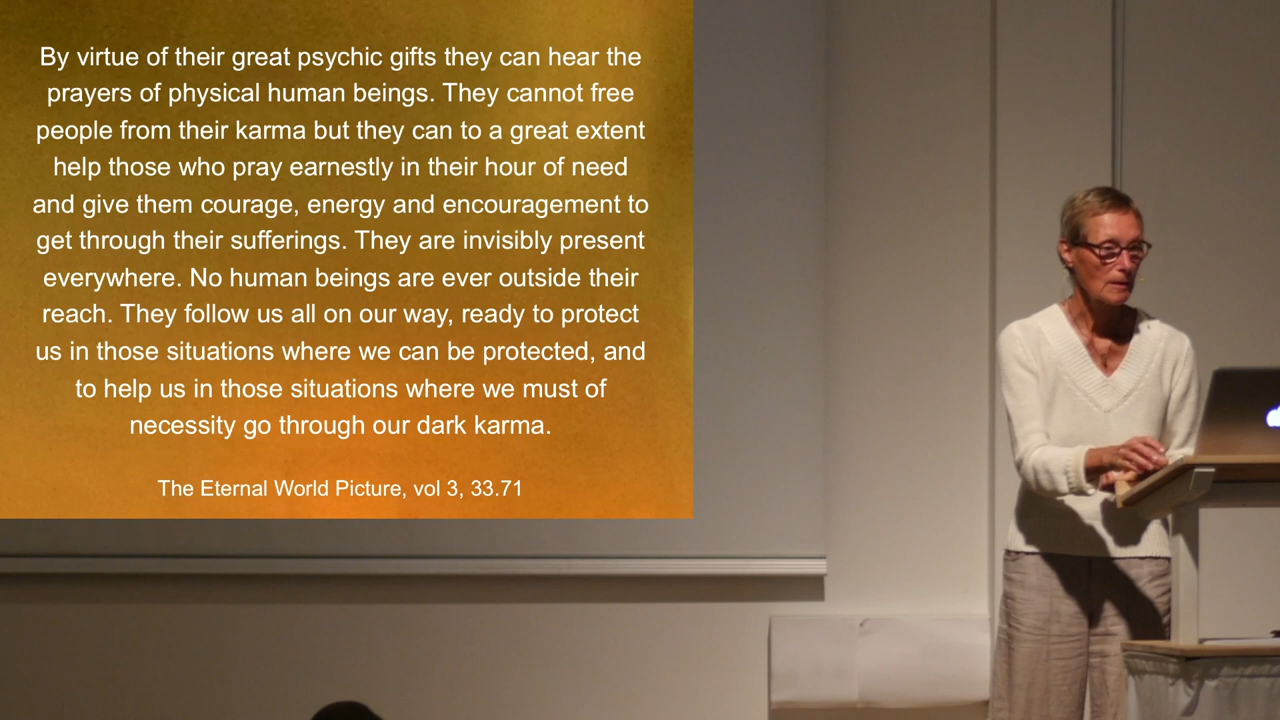 By virtue of their great psychic gifts they can hear the
prayers of physical human beings. They cannot free
people from their karma but they can to a great extent
help those who pray earnestly in their hour of need
and give them courage, energy and encouragement to
get through their sufferings. They are invisibly present
everywhere. No human beings are ever outside their
reach. They follow us all on our way, ready to protect
us in those situations where we can be protected, and
to help us in those situations where we must of
necessity go through our dark karma.
The Eternal World Picture, vol 3, 33.71